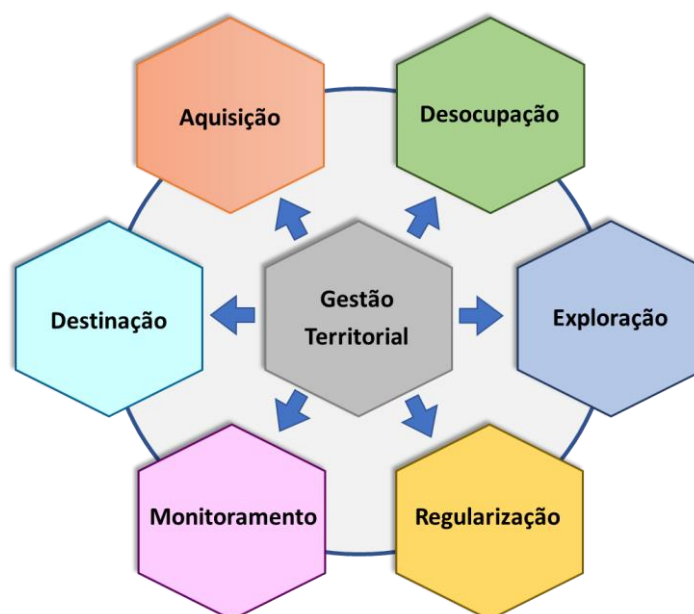 Aquisição
Desocupação
Destinação
Gestão
Territorial
Exploração
Monitoramento
Regularização